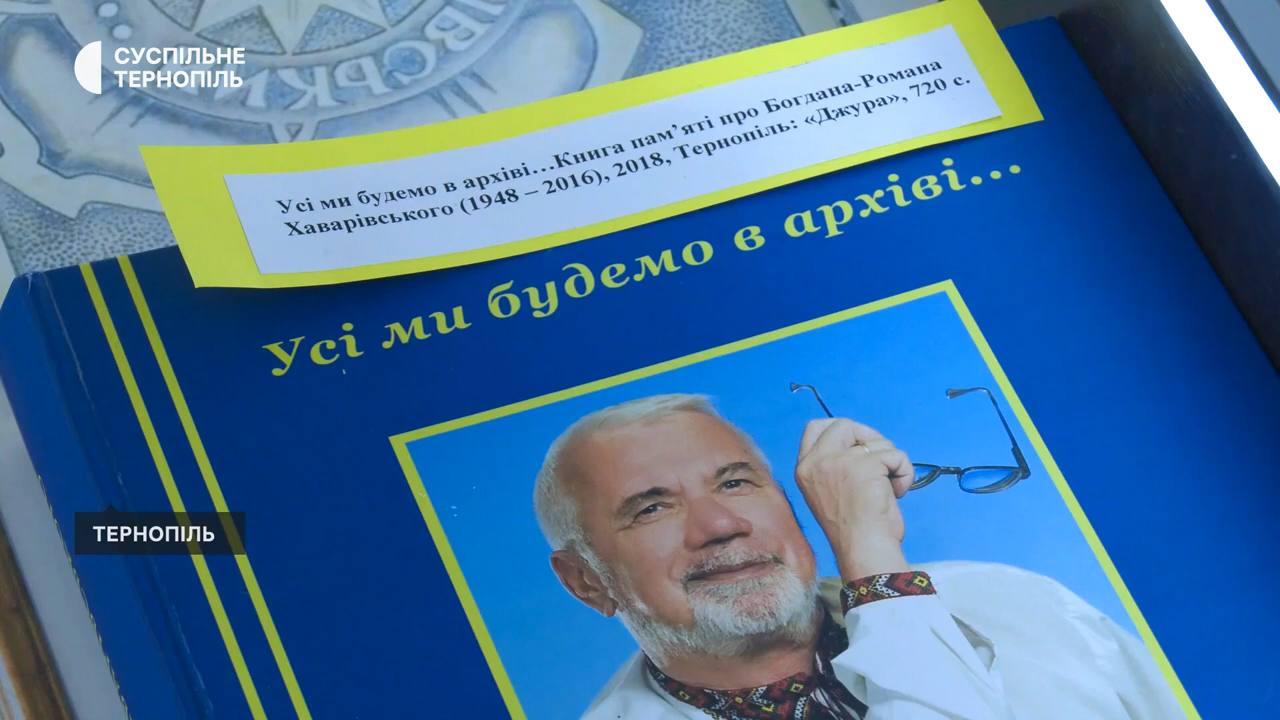 СУСПІЛЬНЕ
ТЕРНОПІЛЬ
Усі ми будемо в архіві…Книга пам’яті про Богдана-Романа
Хаварівського (1948 – 2016), 2018, Тернопіль: «Джура», 720 с.
Усі ми будемо в архіві...
ТЕРНОПІЛЬ